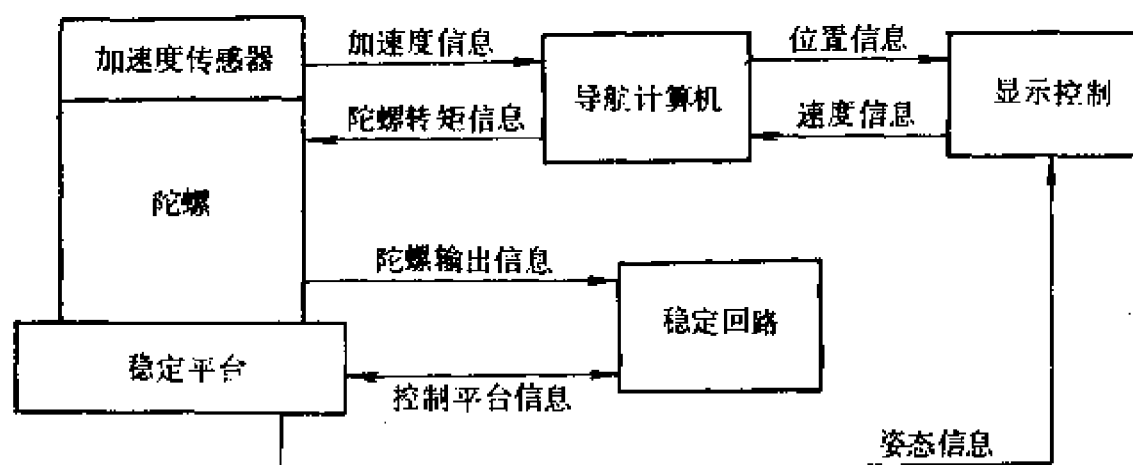 加速度传感器
加速度信息
导航计算机
位置信息
显示控制
陀螺转矩信息
速度信息
陀螺
陀螺输出信息
稳定回路
稳定平台
控制平台信息
姿态信息